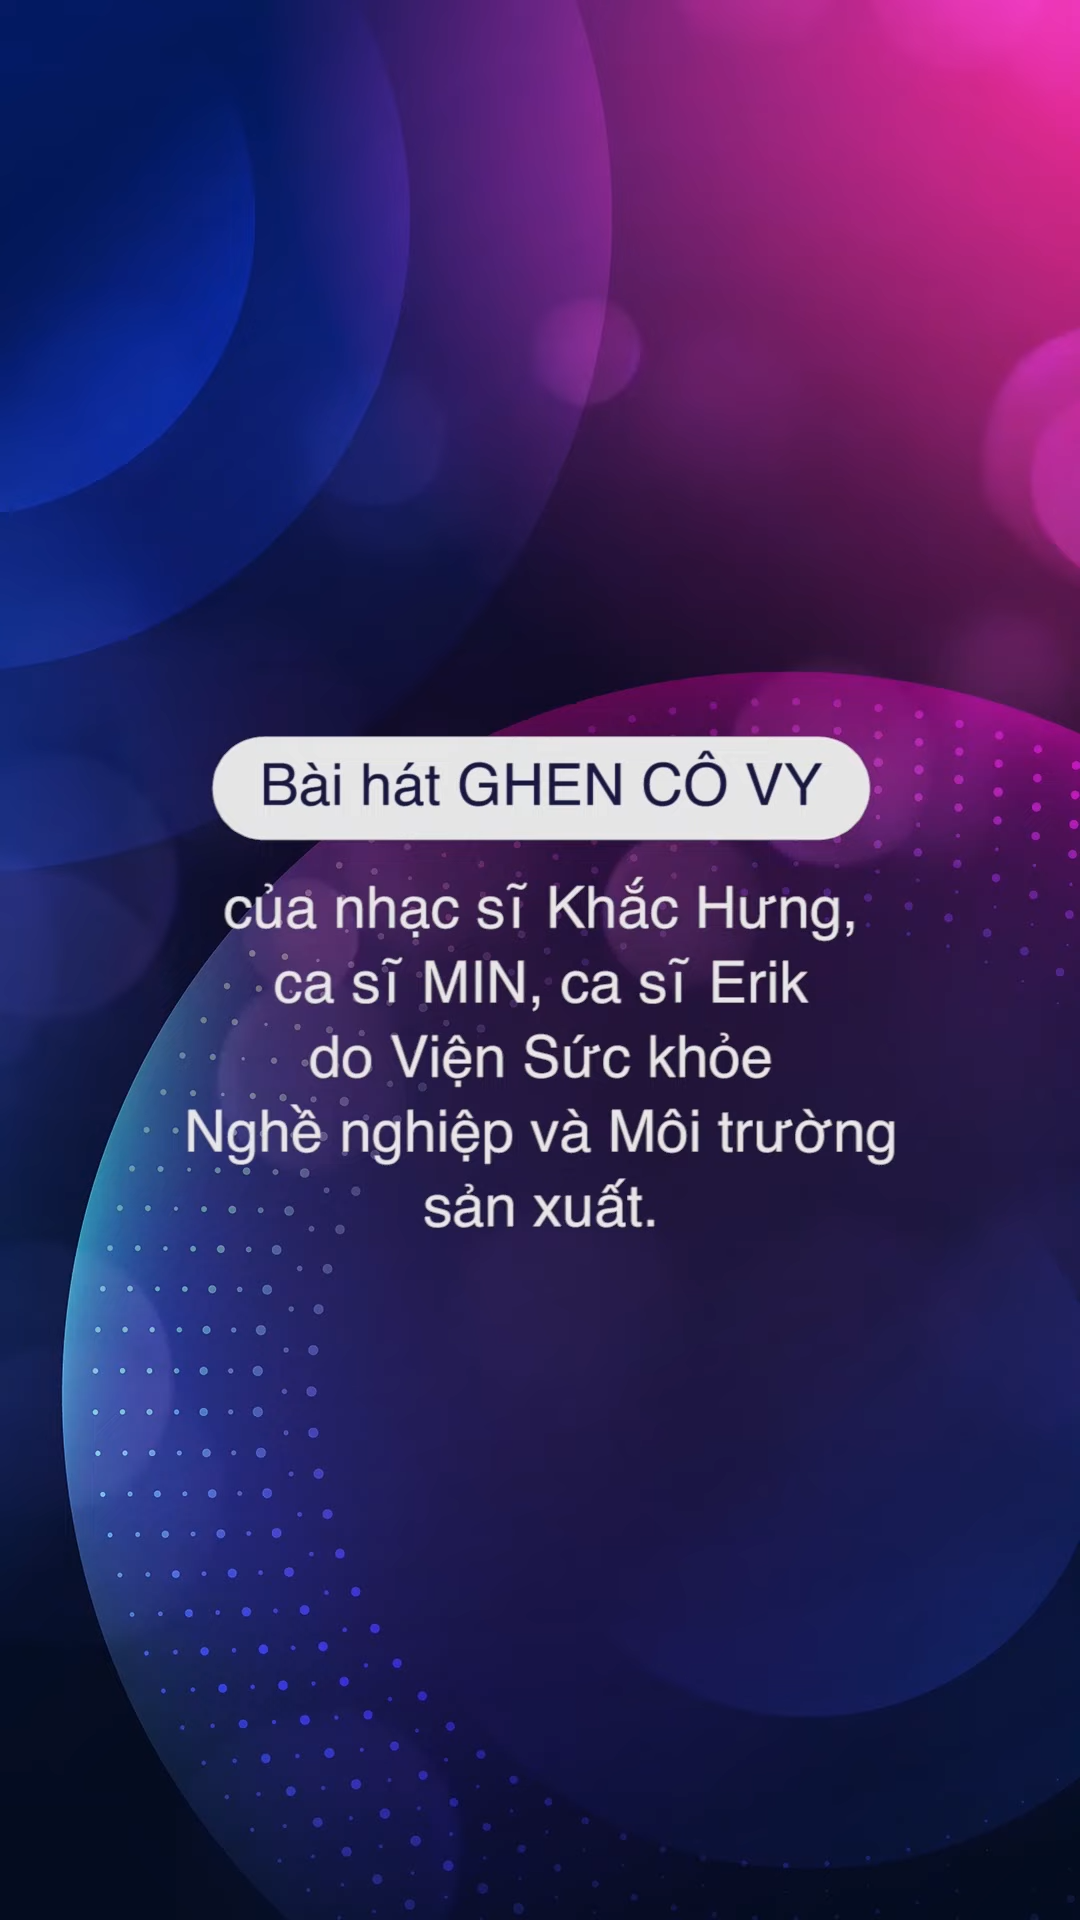 Bài hát GHEN CÔ VY
của nhạc sĩ Khắc Hưng,
ca sĩ MIN, ca sĩ Erik
do Viện Sức khỏe
Nghề nghiệp và Môi trường
sản xuất.